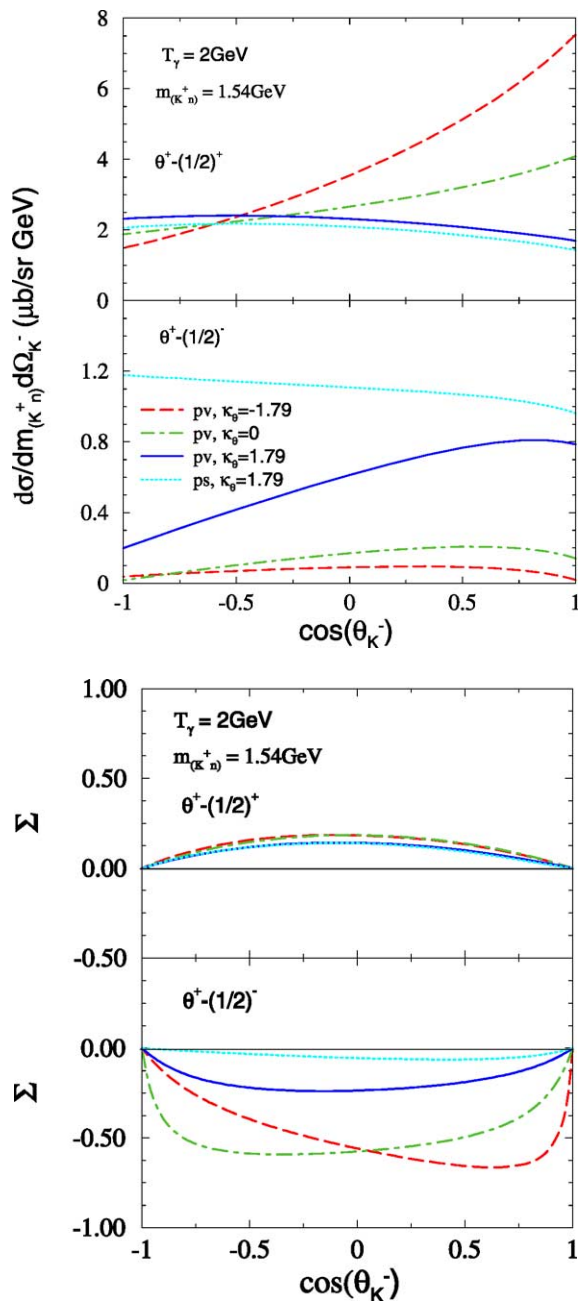 8
T_γ = 2GeV
m_(K⁺n) = 1.54GeV
6
θ⁺-(1/2)⁺
4
2
0
dσ/dm_(K⁺n)dΩ_K⁻ (μb/sr GeV)
θ⁺-(1/2)⁻
1.2
pv, κ_θ=-1.79
0.8
pv, κ_θ=0
pv, κ_θ=1.79
ps, κ_θ=1.79
0.4
0
-1 -0.5 0 0.5 1
cos(θ_K⁻)
1.00
T_γ = 2GeV
m_(K⁺n) = 1.54GeV
0.50
θ⁺-(1/2)⁺
Σ
0.00
-0.50
θ⁺-(1/2)⁻
0.00
Σ
-0.50
-1.00
-1 -0.5 0 0.5 1
cos(θ_K⁻)